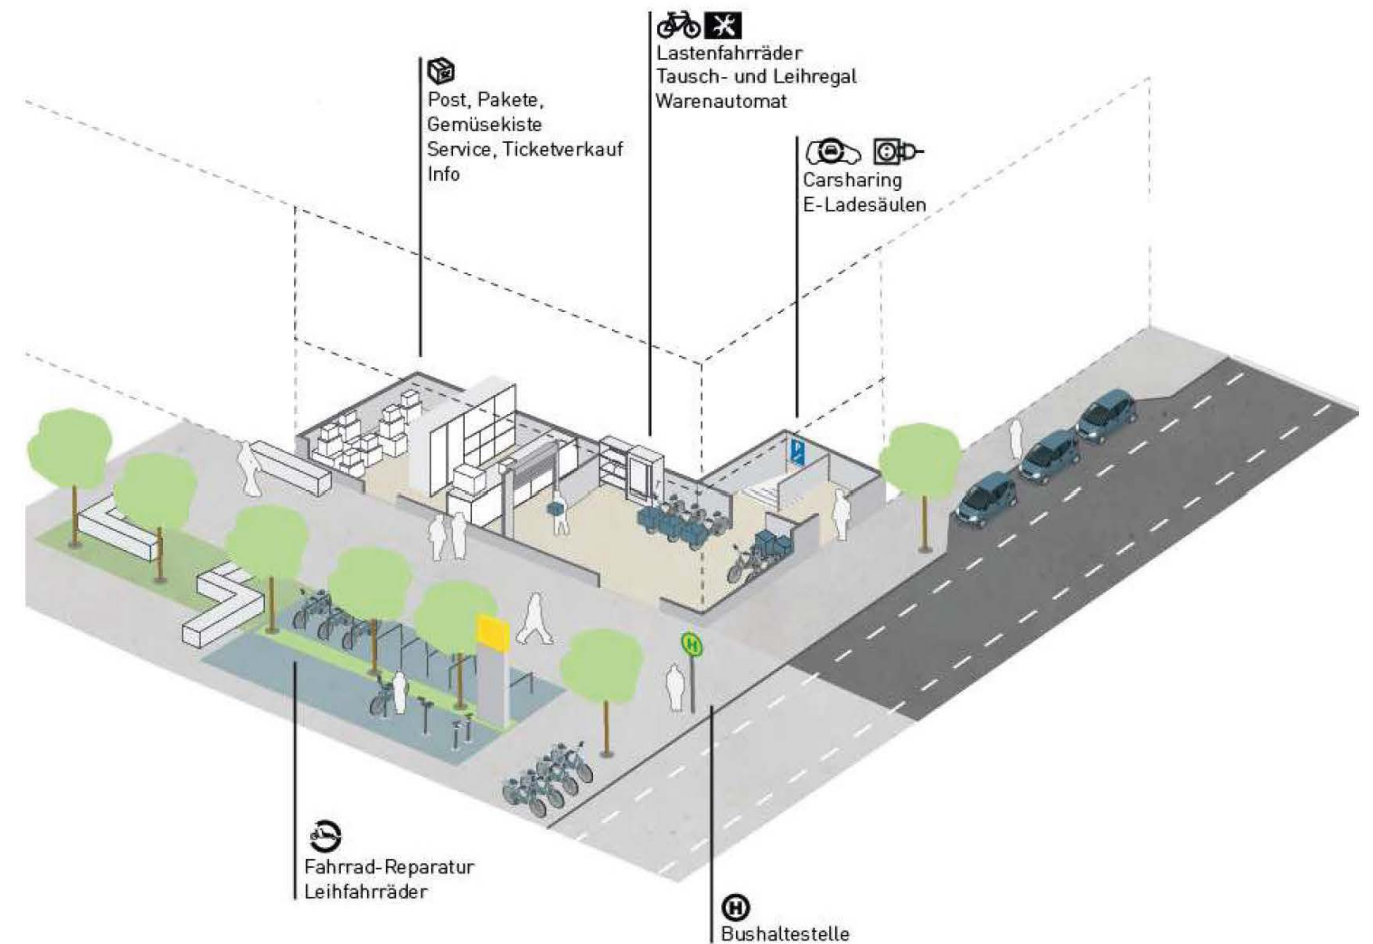 Lastenfahrräder
Tausch- und Leihregal
Warenautomat
Post, Pakete,
Gemüsekiste
Service, Ticketverkauf
Info
Carsharing
E-Ladesäulen
P
H
Fahrrad-Reparatur
Leihfahrräder
H
Bushaltestelle